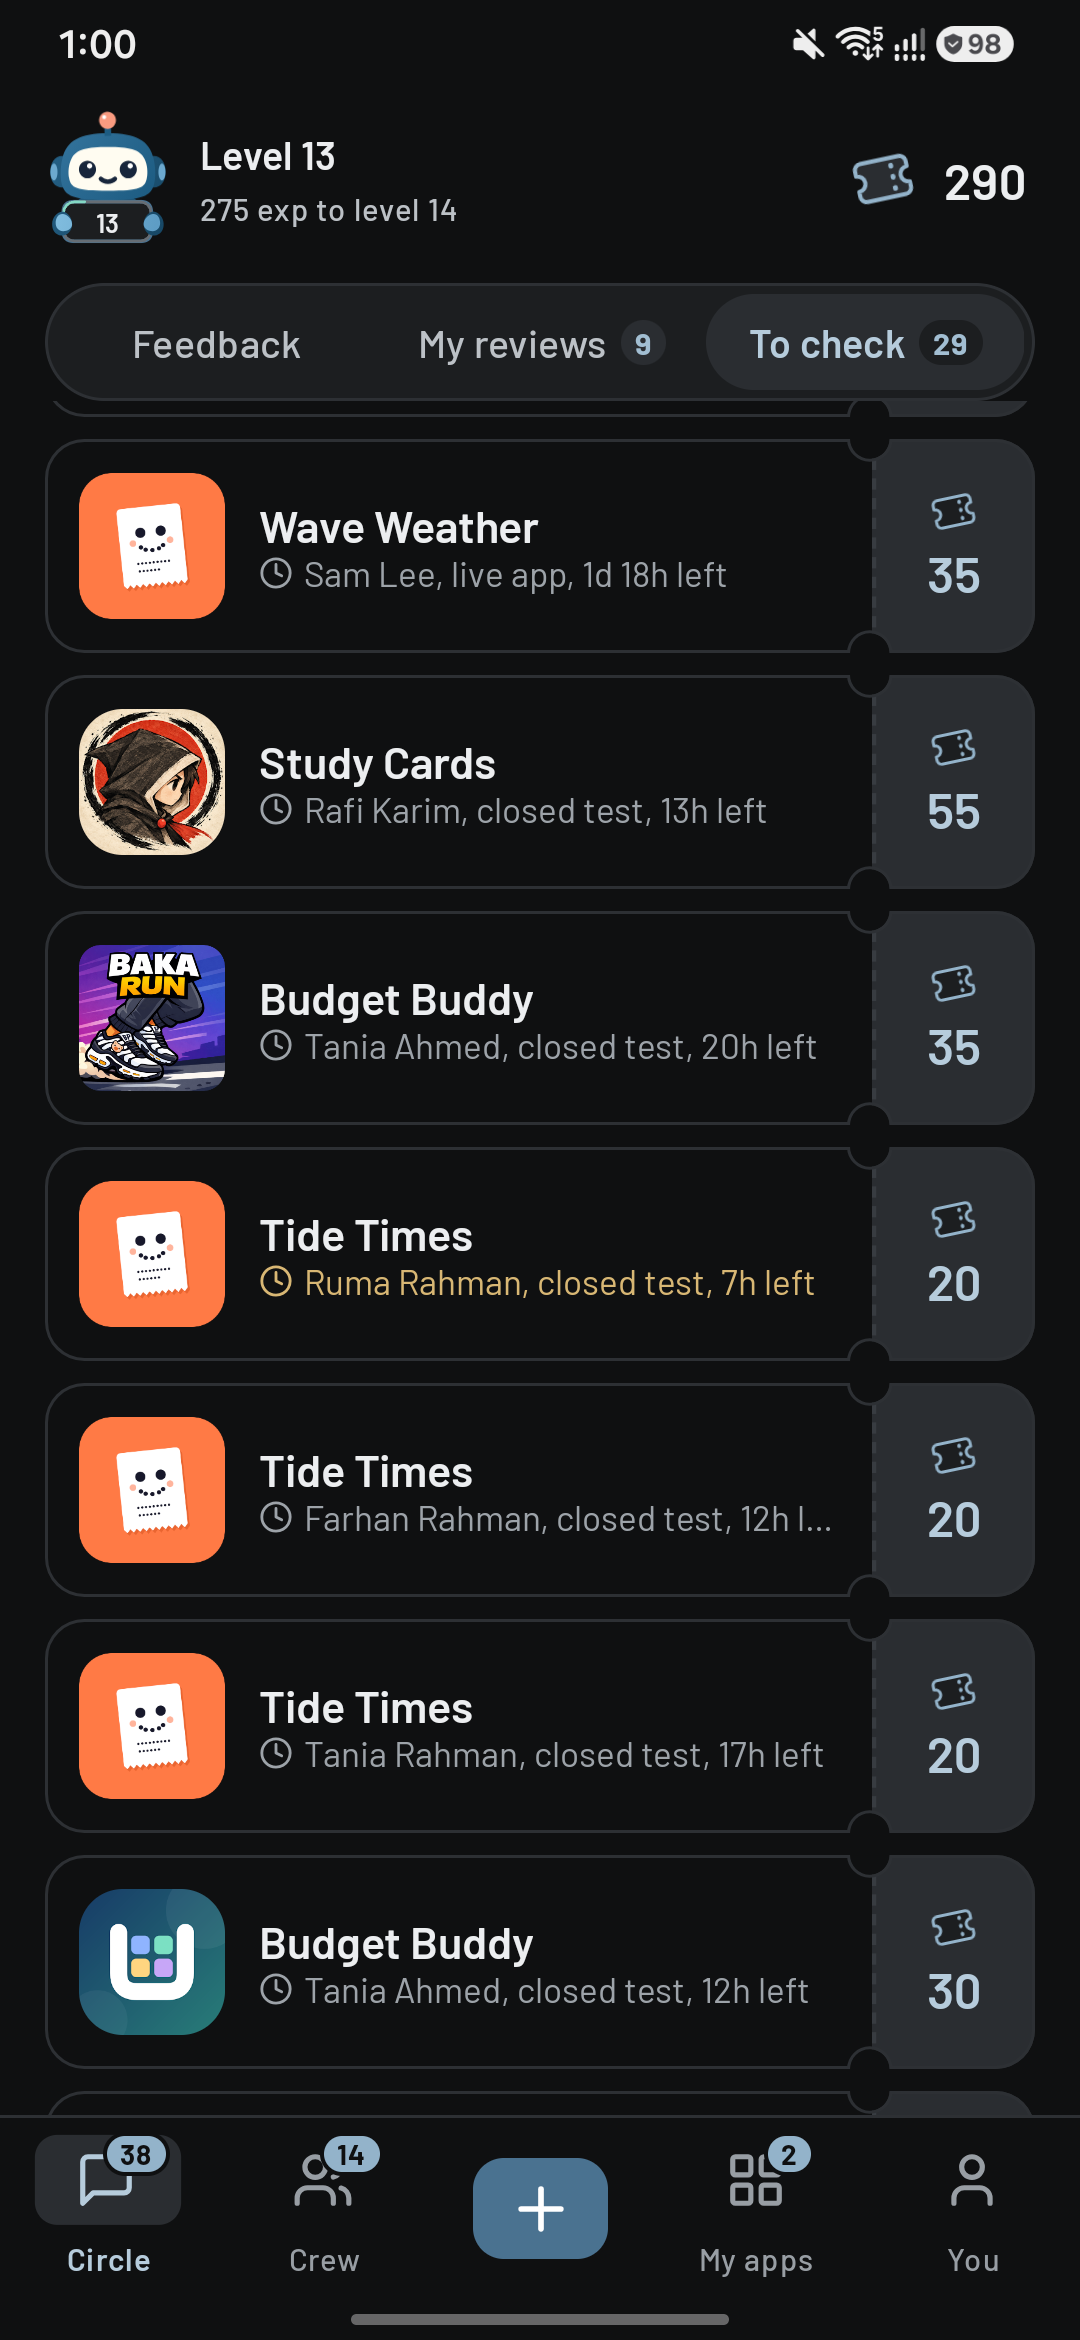 1:00
5
98
Level 13
275 exp to level 14
13
290
Feedback
My reviews 9
To check 29
Wave Weather
Sam Lee, live app, 1d 18h left
35
Study Cards
Rafi Karim, closed test, 13h left
55
BAKA
RUN
Budget Buddy
Tania Ahmed, closed test, 20h left
35
Tide Times
Ruma Rahman, closed test, 7h left
20
Tide Times
Farhan Rahman, closed test, 12h l...
20
Tide Times
Tania Rahman, closed test, 17h left
20
Budget Buddy
Tania Ahmed, closed test, 12h left
30
38
14
2
Circle
Crew
My apps
You